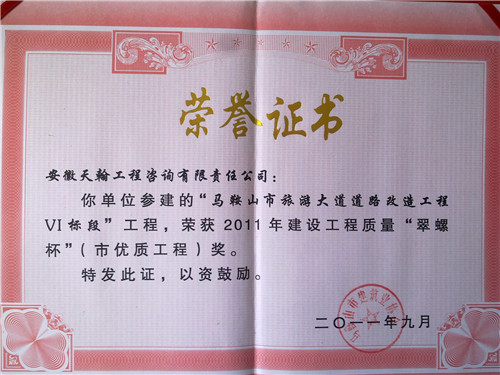 荣誉证书
安徽天翰工程咨询有限责任公司：
你单位参建的“马鞍山市旅游大道道路改造工程
VI标段”工程，荣获2011年建设工程质量“翠螺
杯”（市优质工程）奖。
特发此证，以资鼓励。
二〇一一年九月